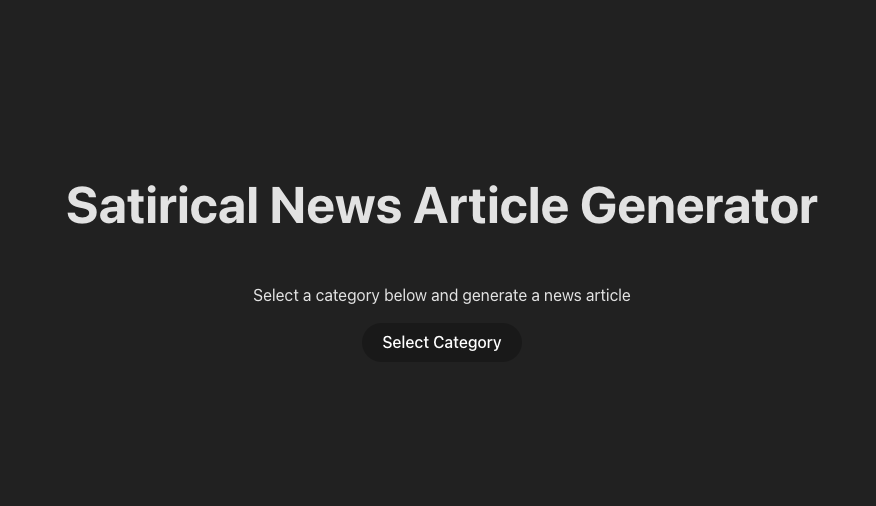 Satirical News Article Generator
Select a category below and generate a news article
Select Category